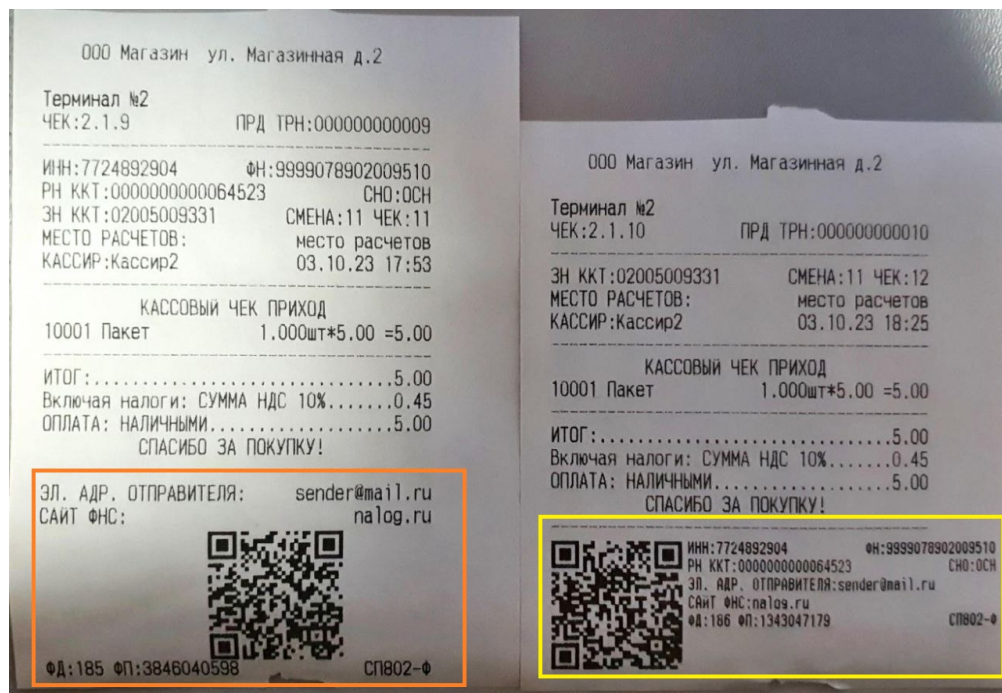 ООО Магазин ул. Магазинная д.2
Терминал №2
ЧЕК:2.1.9 ПРД ТРН:000000000009
ИНН:7724892904 ФН:9999078902009510
РН ККТ:0000000000064523 СНО:ОСН
ЗН ККТ:02005009331 СМЕНА:11 ЧЕК:11
МЕСТО РАСЧЕТОВ: место расчетов
КАССИР:Кассир2 03.10.23 17:53
КАССОВЫЙ ЧЕК ПРИХОД
10001 Пакет 1.000шт*5.00 =5.00
ИТОГ:...............................5.00
Включая налоги: СУММА НДС 10%.......0.45
ОПЛАТА: НАЛИЧНЫМИ...................5.00
СПАСИБО ЗА ПОКУПКУ!
ЭЛ. АДР. ОТПРАВИТЕЛЯ: sender@mail.ru
САЙТ ФНС: nalog.ru
ФД:185 ФП:3846040598 СП802-Ф
ООО Магазин ул. Магазинная д.2
Терминал №2
ЧЕК:2.1.10 ПРД ТРН:000000000010
ЗН ККТ:02005009331 СМЕНА:11 ЧЕК:12
МЕСТО РАСЧЕТОВ: место расчетов
КАССИР:Кассир2 03.10.23 18:25
КАССОВЫЙ ЧЕК ПРИХОД
10001 Пакет 1.000шт*5.00 =5.00
ИТОГ:...............................5.00
Включая налоги: СУММА НДС 10%.......0.45
ОПЛАТА: НАЛИЧНЫМИ...................5.00
СПАСИБО ЗА ПОКУПКУ!
ИНН:7724892904 ФН:9999078902009510
РН ККТ:0000000000064523 СНО:ОСН
ЭЛ. АДР. ОТПРАВИТЕЛЯ:sender@mail.ru
САЙТ ФНС:nalog.ru
ФД:186 ФП:1343047179 СП802-Ф